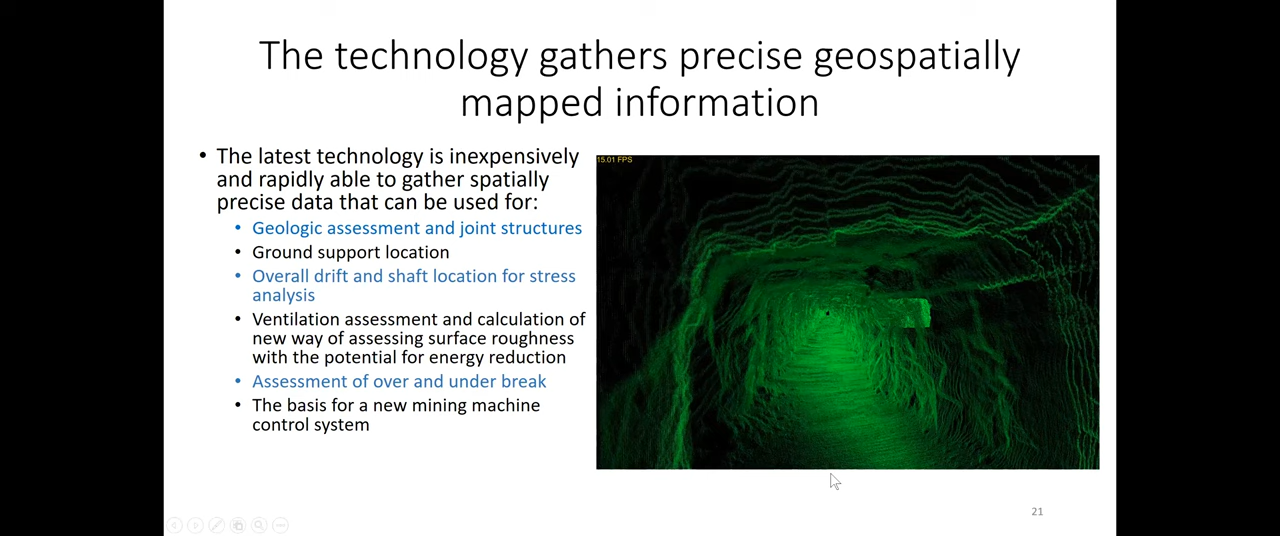 The technology gathers precise geospatially
mapped information
• The latest technology is inexpensively
and rapidly able to gather spatially
precise data that can be used for:
• Geologic assessment and joint structures
• Ground support location
• Overall drift and shaft location for stress
analysis
• Ventilation assessment and calculation of
new way of assessing surface roughness
with the potential for energy reduction
• Assessment of over and under break
• The basis for a new mining machine
control system
15.01 FPS
21